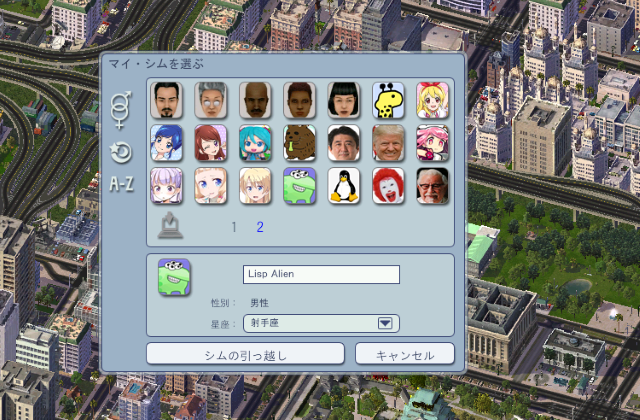 マイ・シムを選ぶ
A-Z
1 2
Lisp Alien
性別： 男性
星座： 射手座
シムの引っ越し キャンセル